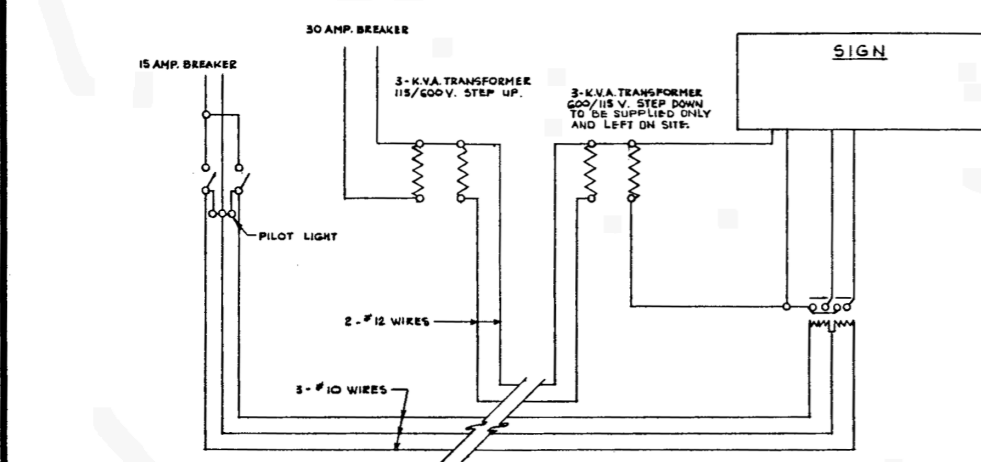 30 AMP. BREAKER
15 AMP. BREAKER
SIGN
3-K.V.A. TRANSFORMER
115/600 V. STEP UP.
3-K.V.A. TRANSFORMER
600/115 V. STEP DOWN
TO BE SUPPLIED ONLY
AND LEFT ON SITE.
PILOT LIGHT
2-#12 WIRES
3-#10 WIRES